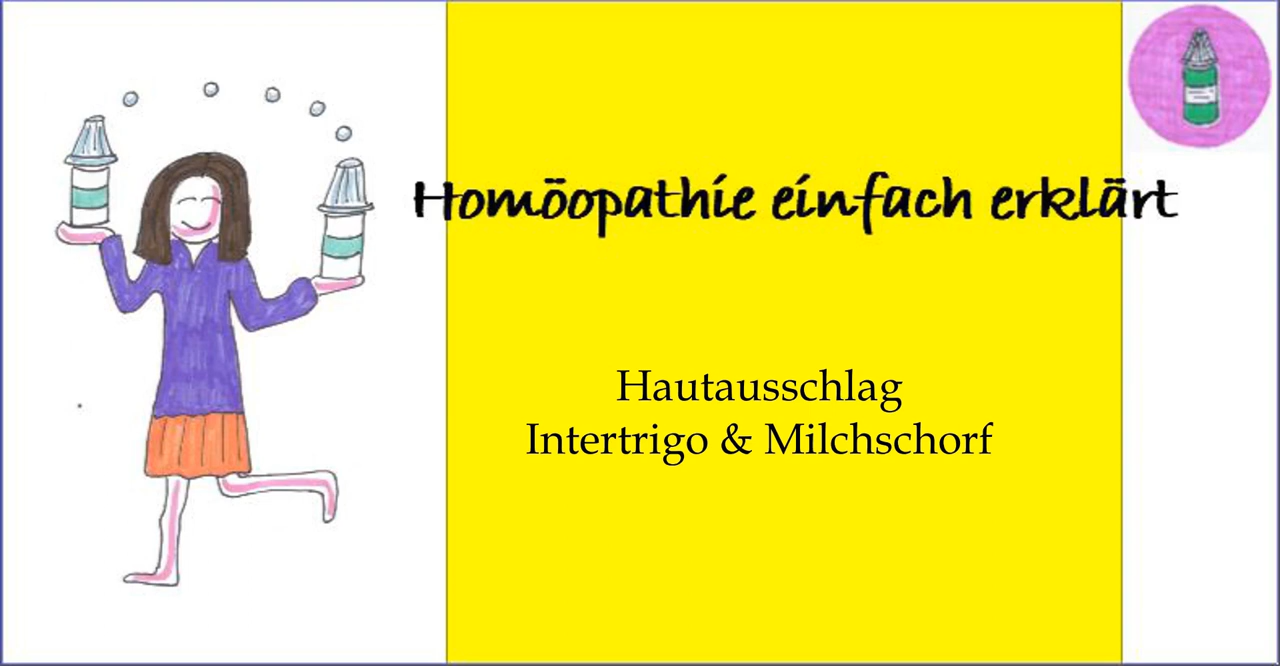 Homöopathie einfach erklärt
Hautausschlag
Intertrigo & Milchschorf